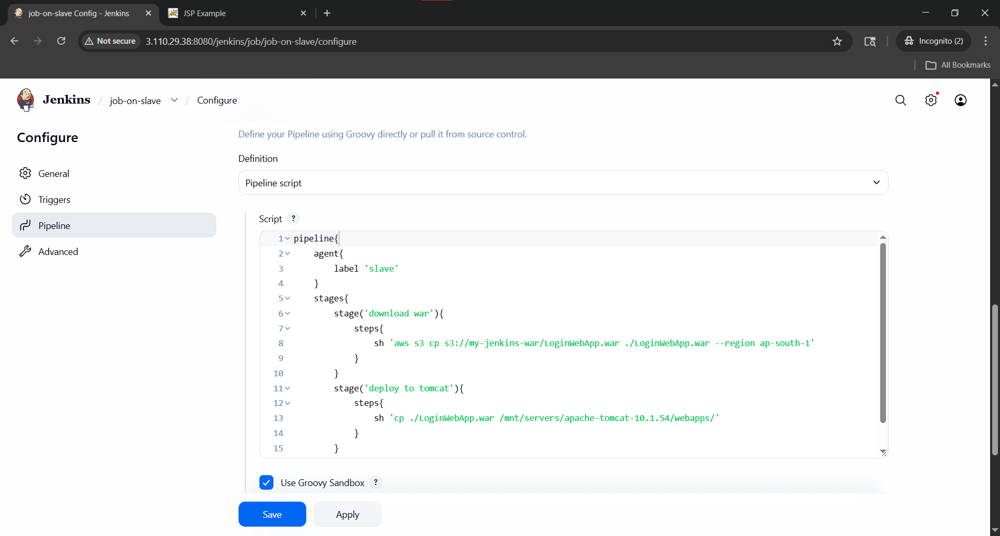 job-on-slave Config - Jenkins
JSP Example
Not secure
3.110.29.38:8080/jenkins/job/job-on-slave/configure
Incognito (2)
All Bookmarks
Jenkins / job-on-slave / Configure
Configure
General
Triggers
Pipeline
Advanced
Define your Pipeline using Groovy directly or pull it from source control.
Definition
Pipeline script
Script ?
1 pipeline{
2 agent{
3 label 'slave'
4 }
5 stages{
6 stage('download war'){
7 steps{
8 sh 'aws s3 cp s3://my-jenkins-war/LoginWebApp.war ./LoginWebApp.war --region ap-south-1'
9 }
10 }
11 stage('deploy to tomcat'){
12 steps{
13 sh 'cp ./LoginWebApp.war /mnt/servers/apache-tomcat-10.1.54/webapps/'
14 }
15 }
Use Groovy Sandbox ?
Save
Apply